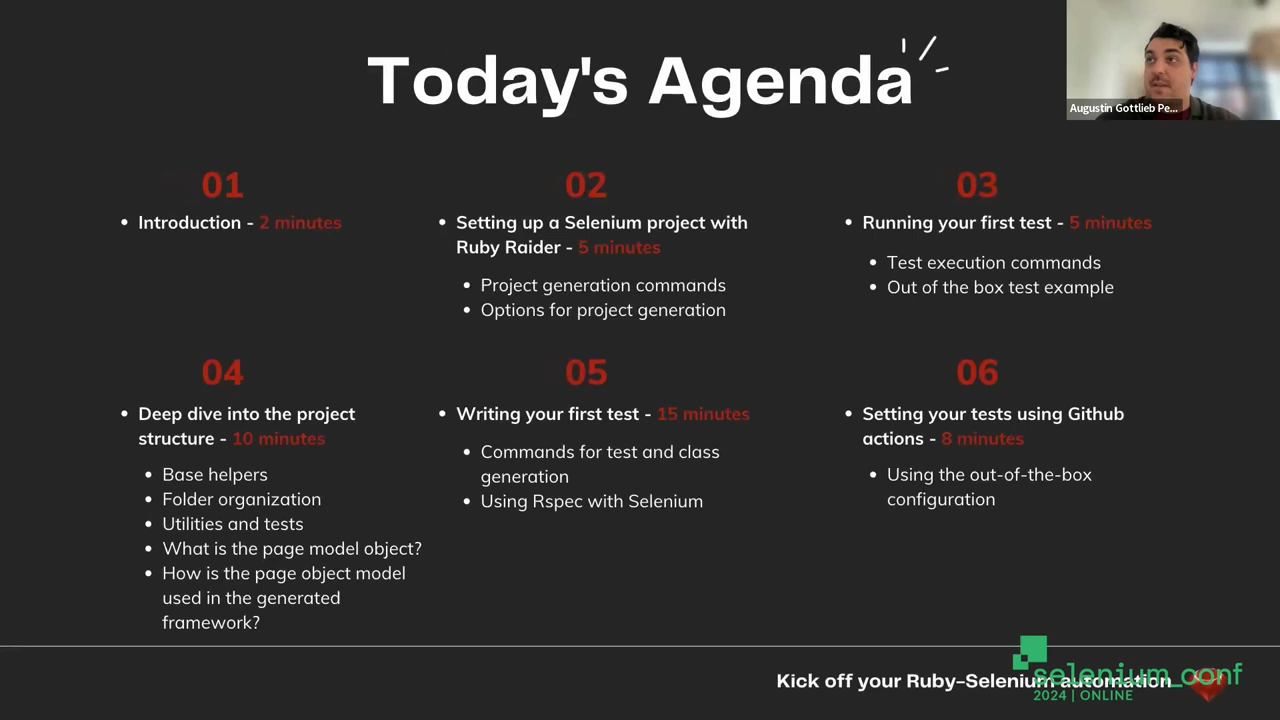 Today's Agenda
Augustín Gottlieb Pe...
01
• Introduction - 2 minutes
02
• Setting up a Selenium project with
Ruby Raider - 5 minutes
• Project generation commands
• Options for project generation
03
• Running your first test - 5 minutes
• Test execution commands
• Out of the box test example
04
• Deep dive into the project
structure - 10 minutes
• Base helpers
• Folder organization
• Utilities and tests
• What is the page model object?
• How is the page object model
used in the generated
framework?
05
• Writing your first test - 15 minutes
• Commands for test and class
generation
• Using Rspec with Selenium
06
• Setting your tests using Github
actions - 8 minutes
• Using the out-of-the-box
configuration
Kick off your Ruby-Selenium automation
selenium_conf
2024 | ONLINE